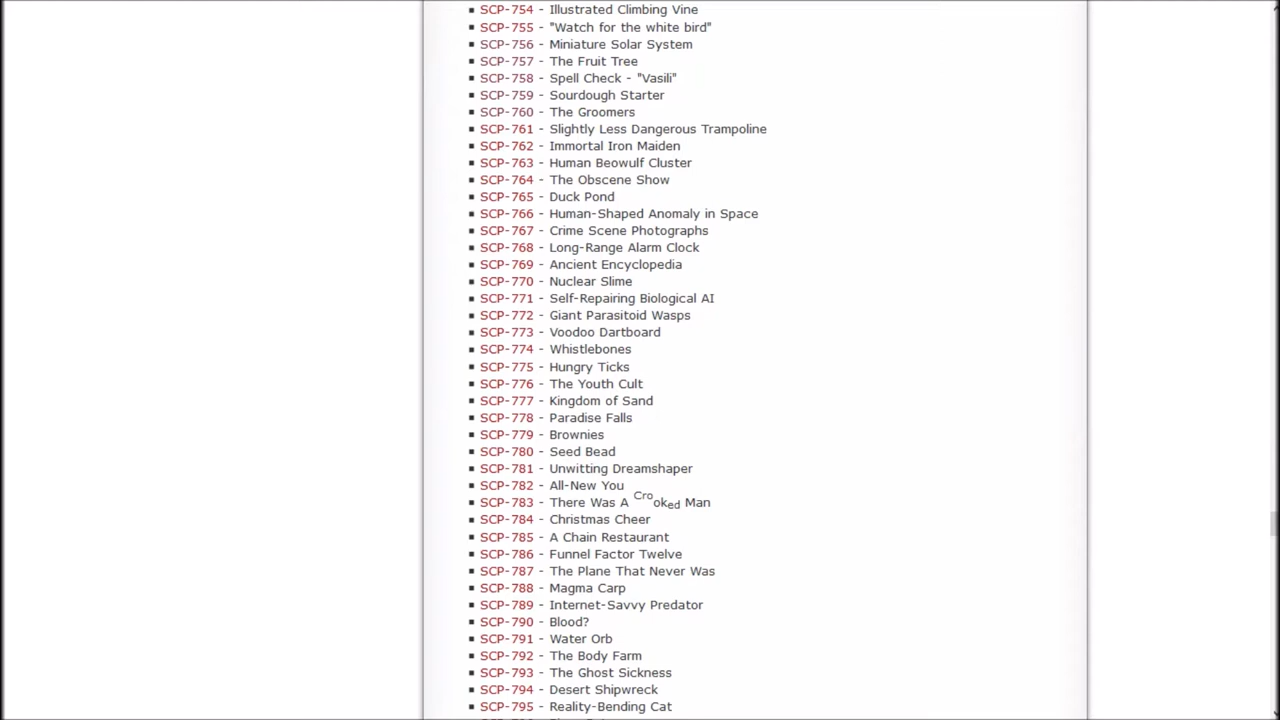 SCP-754 - Illustrated Climbing Vine
SCP-755 - "Watch for the white bird"
SCP-756 - Miniature Solar System
SCP-757 - The Fruit Tree
SCP-758 - Spell Check - "Vasili"
SCP-759 - Sourdough Starter
SCP-760 - The Groomers
SCP-761 - Slightly Less Dangerous Trampoline
SCP-762 - Immortal Iron Maiden
SCP-763 - Human Beowulf Cluster
SCP-764 - The Obscene Show
SCP-765 - Duck Pond
SCP-766 - Human-Shaped Anomaly in Space
SCP-767 - Crime Scene Photographs
SCP-768 - Long-Range Alarm Clock
SCP-769 - Ancient Encyclopedia
SCP-770 - Nuclear Slime
SCP-771 - Self-Repairing Biological AI
SCP-772 - Giant Parasitoid Wasps
SCP-773 - Voodoo Dartboard
SCP-774 - Whistlebones
SCP-775 - Hungry Ticks
SCP-776 - The Youth Cult
SCP-777 - Kingdom of Sand
SCP-778 - Paradise Falls
SCP-779 - Brownies
SCP-780 - Seed Bead
SCP-781 - Unwitting Dreamshaper
SCP-782 - All-New You
SCP-783 - There Was A Crooked Man
SCP-784 - Christmas Cheer
SCP-785 - A Chain Restaurant
SCP-786 - Funnel Factor Twelve
SCP-787 - The Plane That Never Was
SCP-788 - Magma Carp
SCP-789 - Internet-Savvy Predator
SCP-790 - Blood?
SCP-791 - Water Orb
SCP-792 - The Body Farm
SCP-793 - The Ghost Sickness
SCP-794 - Desert Shipwreck
SCP-795 - Reality-Bending Cat